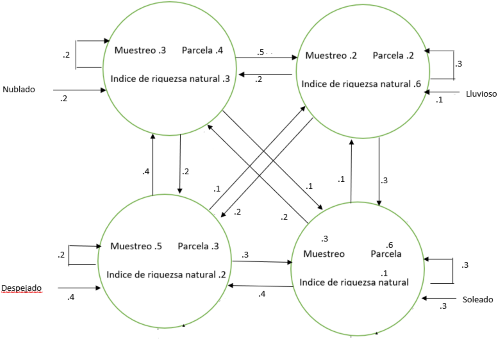 Muestreo .3 Parcela .4
Indice de riquezsa natural .3
.2
Nublado
.2
.5
.2
Muestreo .2 Parcela .2
Indice de riquezsa natural .6
.3
.1
Lluvioso
.4
.2
.1
.2
.1
.2
.1
.3
Muestreo .5 Parcela .3
Indice de riquezsa natural .2
.2
Despejado
.4
.3
.4
.3 .6
Muestreo Parcela
.1
Indice de riquezsa natural
.3
.3
Soleado